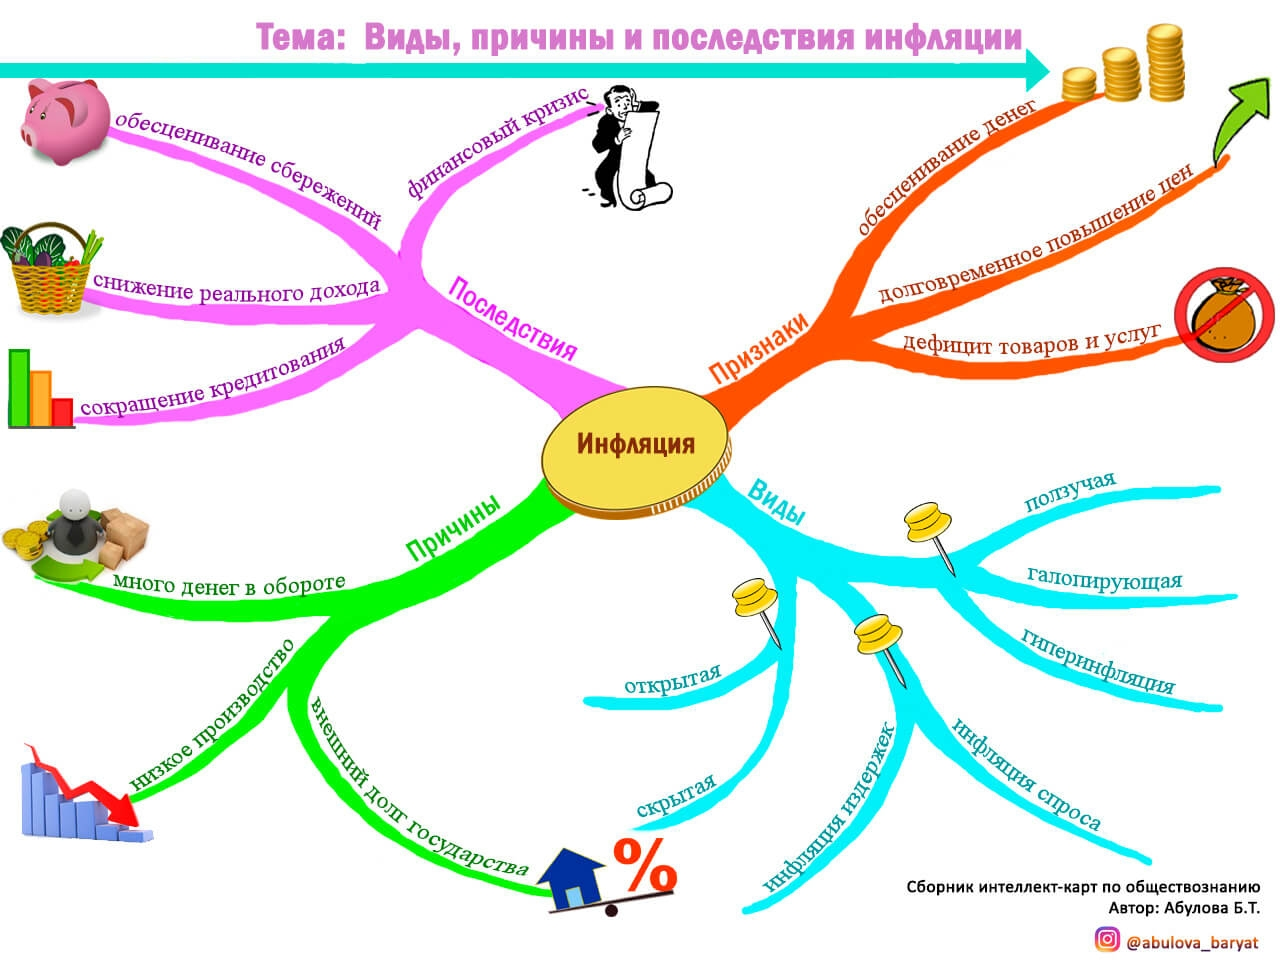 Тема: Виды, причины и последствия инфляции
обесценивание сбережений
финансовый кризис
снижение реального дохода
сокращение кредитования
Последствия
обесценивание денег
долговременное повышение цен
дефицит товаров и услуг
Признаки
Инфляция
Причины
много денег в обороте
низкое производство
внешний долг государства
%
Виды
ползучая
галопирующая
гиперинфляция
открытая
скрытая
инфляция издержек
инфляция спроса
Сборник интеллект-карт по обществознанию
Автор: Абулова Б.Т.
@abulova_baryat